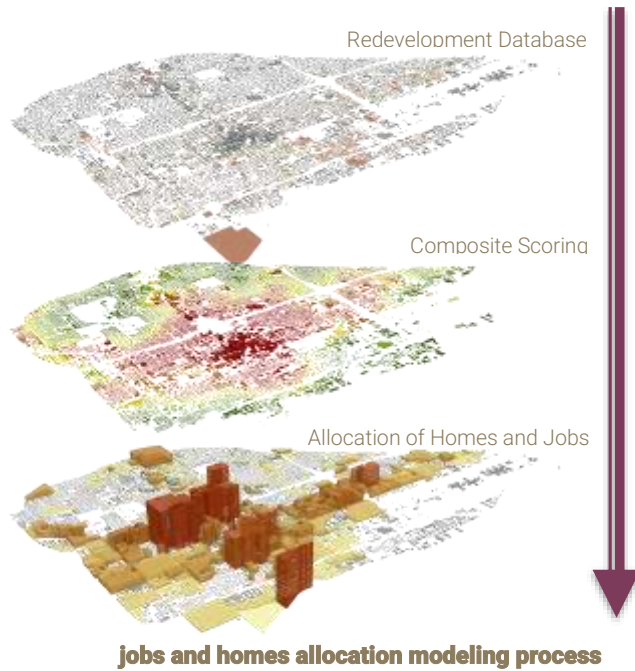 Redevelopment Database
Composite Scoring
Allocation of Homes and Jobs
jobs and homes allocation modeling process